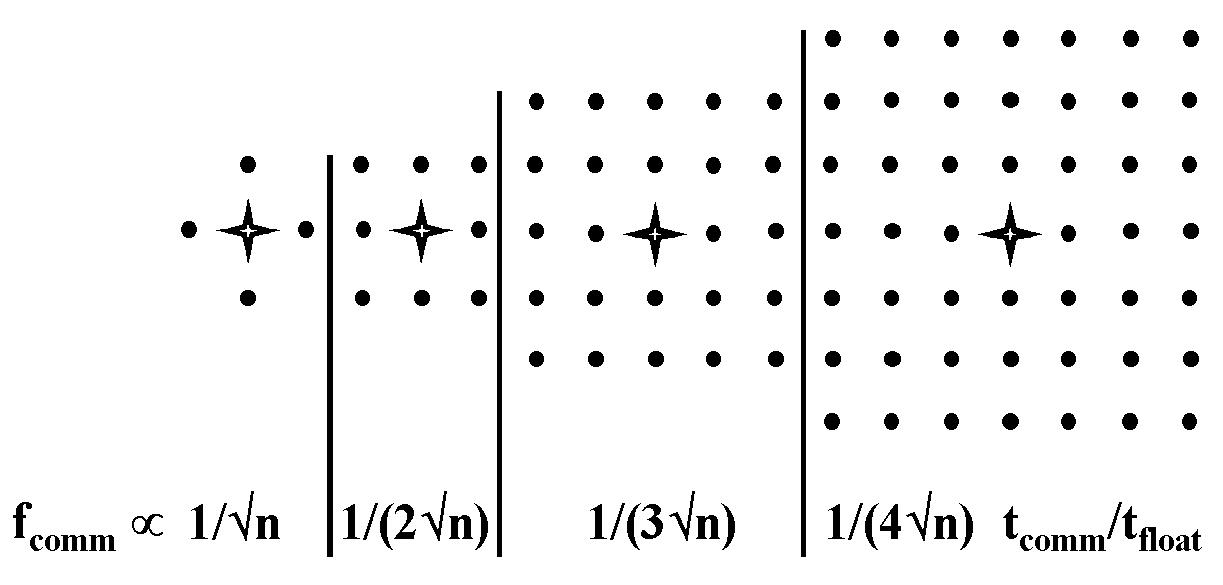 f_comm ∝ 1/√n 1/(2√n) 1/(3√n) 1/(4√n) t_comm/t_float